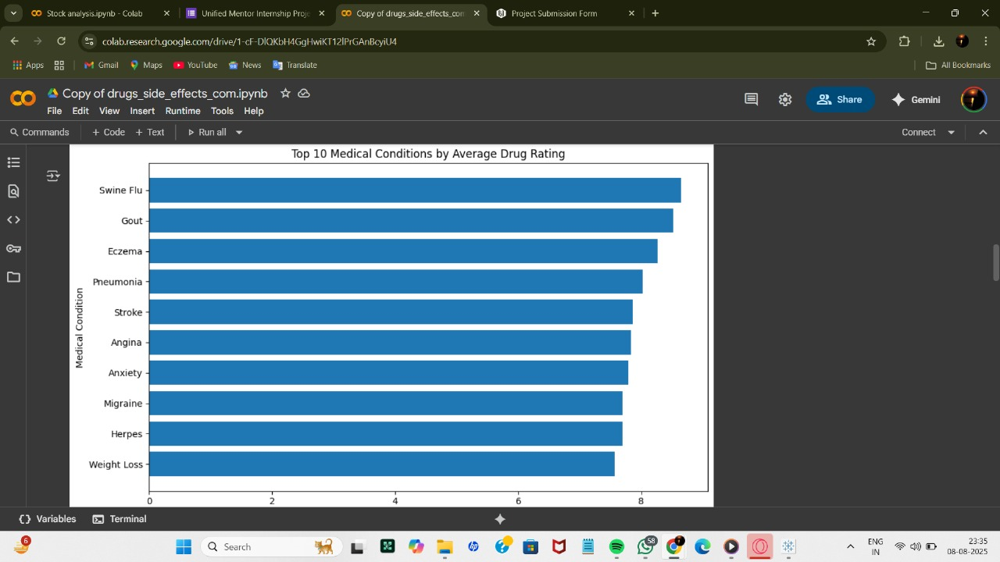 Stock analysis.ipynb - Colab
Unified Mentor Internship Proje
Copy of drugs_side_effects_com
Project Submission Form
colab.research.google.com/drive/1-cF-DlQKbH4GgHwiKT12lPrGAnBcyiU4
Apps
Gmail
Maps
YouTube
News
Translate
All Bookmarks
Copy of drugs_side_effects_com.ipynb
File Edit View Insert Runtime Tools Help
Share
Gemini
Commands
+ Code
+ Text
Run all
Connect
Top 10 Medical Conditions by Average Drug Rating
Medical Condition
Swine Flu
Gout
Eczema
Pneumonia
Stroke
Angina
Anxiety
Migraine
Herpes
Weight Loss
0 2 4 6 8
Variables
Terminal
6
Search
58
ENG
IN
23:35
08-08-2025